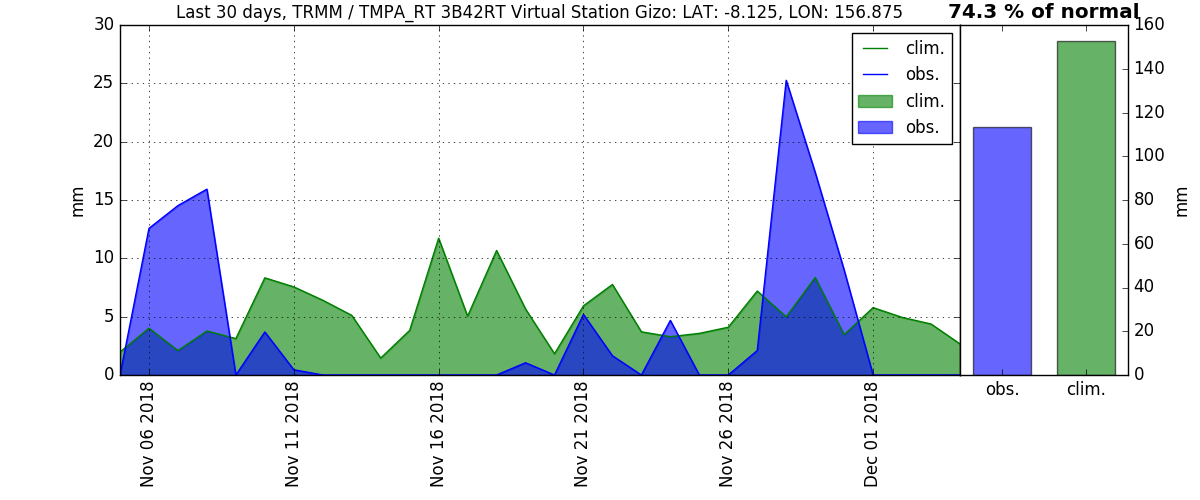 Last 30 days, TRMM / TMPA_RT 3B42RT Virtual Station Gizo: LAT: -8.125, LON: 156.875
74.3 % of normal
30
25
20
15
10
5
0
mm
clim.
obs.
clim.
obs.
Nov 06 2018
Nov 11 2018
Nov 16 2018
Nov 21 2018
Nov 26 2018
Dec 01 2018
160
140
120
100
80
60
40
20
0
mm
obs.
clim.